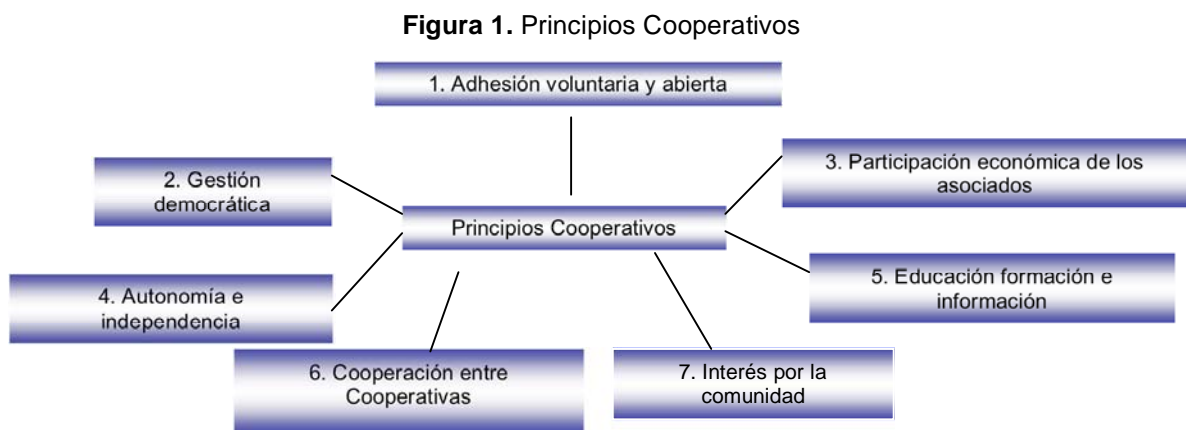 Figura 1. Principios Cooperativos
1. Adhesión voluntaria y abierta
2. Gestión
democrática
3. Participación económica de los
asociados
Principios Cooperativos
4. Autonomía e
independencia
5. Educación formación e
información
6. Cooperación entre
Cooperativas
7. Interés por la
comunidad